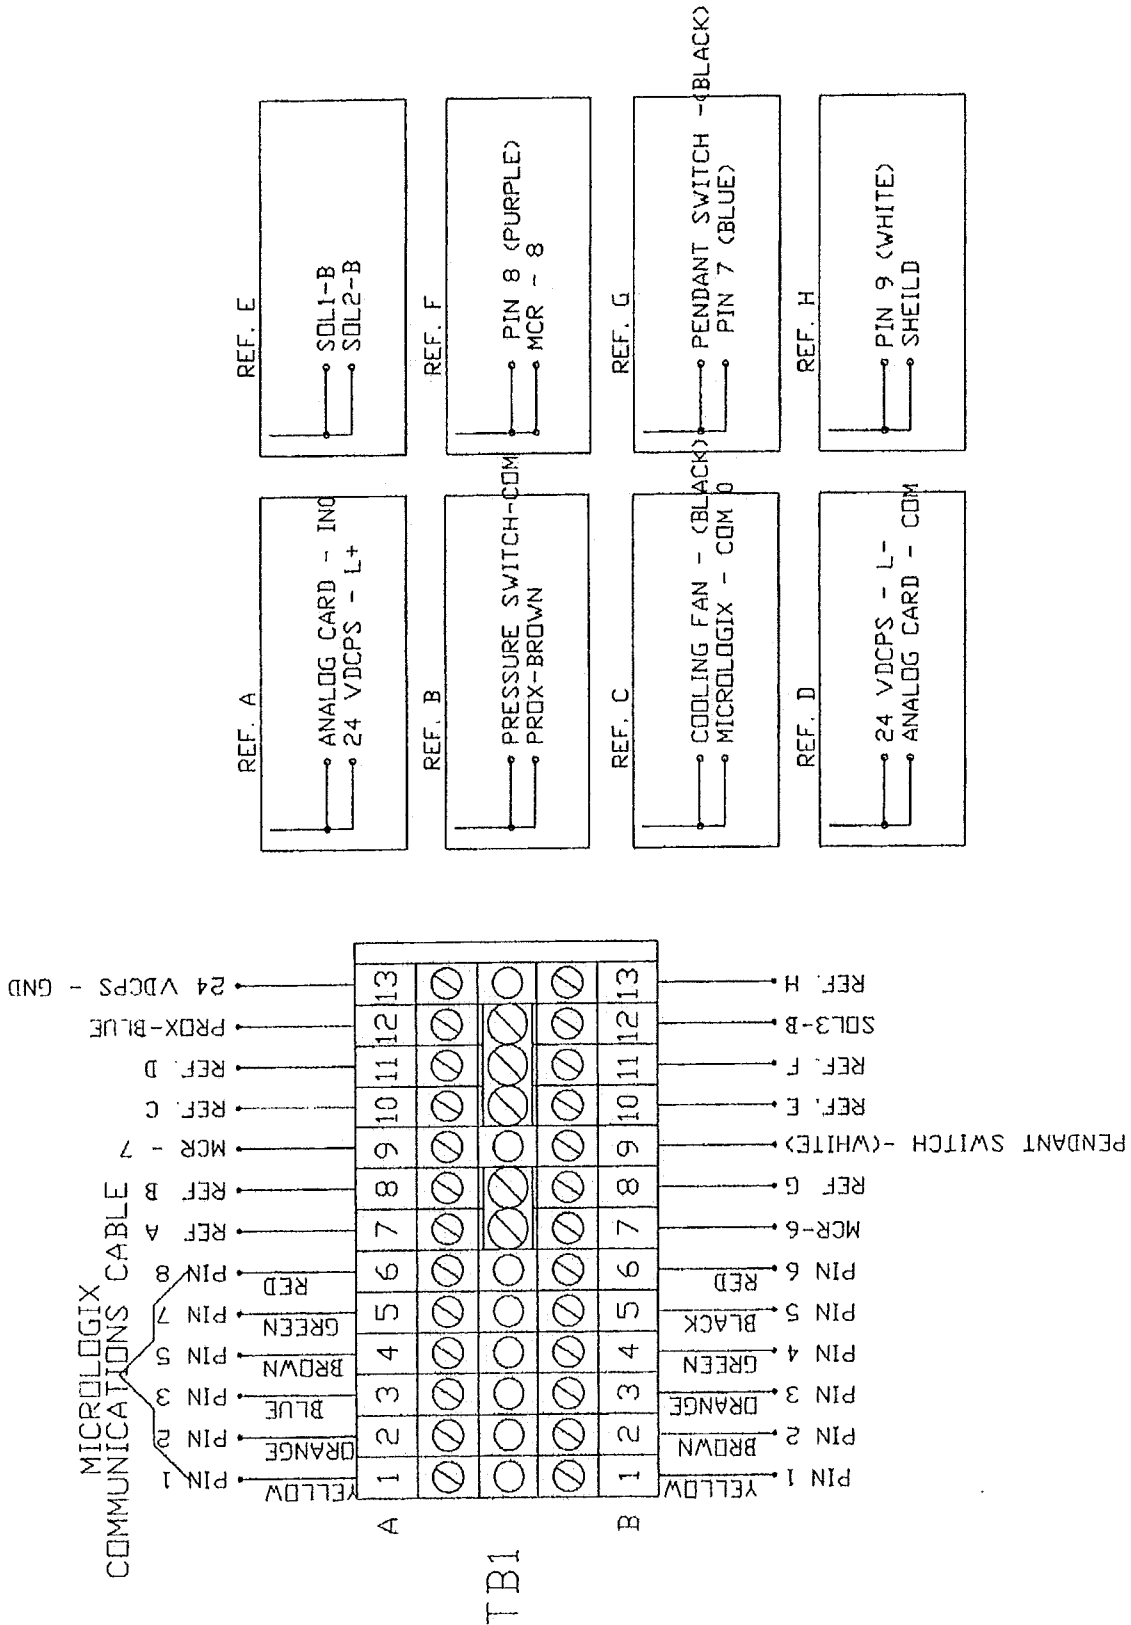 MICROLOGIX
COMMUNICATIONS CABLE
PIN 1
PIN 2
PIN 3
PIN 5
PIN 7
PIN 8
REF A
REF B
MCR - 7
REF. C
REF. D
PROX-BLUE
24 VDCPS - GND
YELLOW
ORANGE
BLUE
BROWN
GREEN
RED
A
1 2 3 4 5 6 7 8 9 10 11 12 13
TB1
B
1 2 3 4 5 6 7 8 9 10 11 12 13
YELLOW
BROWN
ORANGE
GREEN
BLACK
RED
PIN 1
PIN 2
PIN 3
PIN 4
PIN 5
PIN 6
MCR-6
REF G
PENDANT SWITCH -(WHITE)
REF. E
REF. F
SOL3-B
REF. H
REF. A
ANALOG CARD - IN0
24 VDCPS - L+
REF. B
PRESSURE SWITCH-COM
PROX-BROWN
REF. C
COOLING FAN - (BLACK)
MICROLOGIX - COM 0
REF. D
24 VDCPS - L-
ANALOG CARD - COM
REF. E
SOL1-B
SOL2-B
REF. F
PIN 8 (PURPLE)
MCR - 8
REF. G
PENDANT SWITCH -(BLACK)
PIN 7 (BLUE)
REF. H
PIN 9 (WHITE)
SHEILD